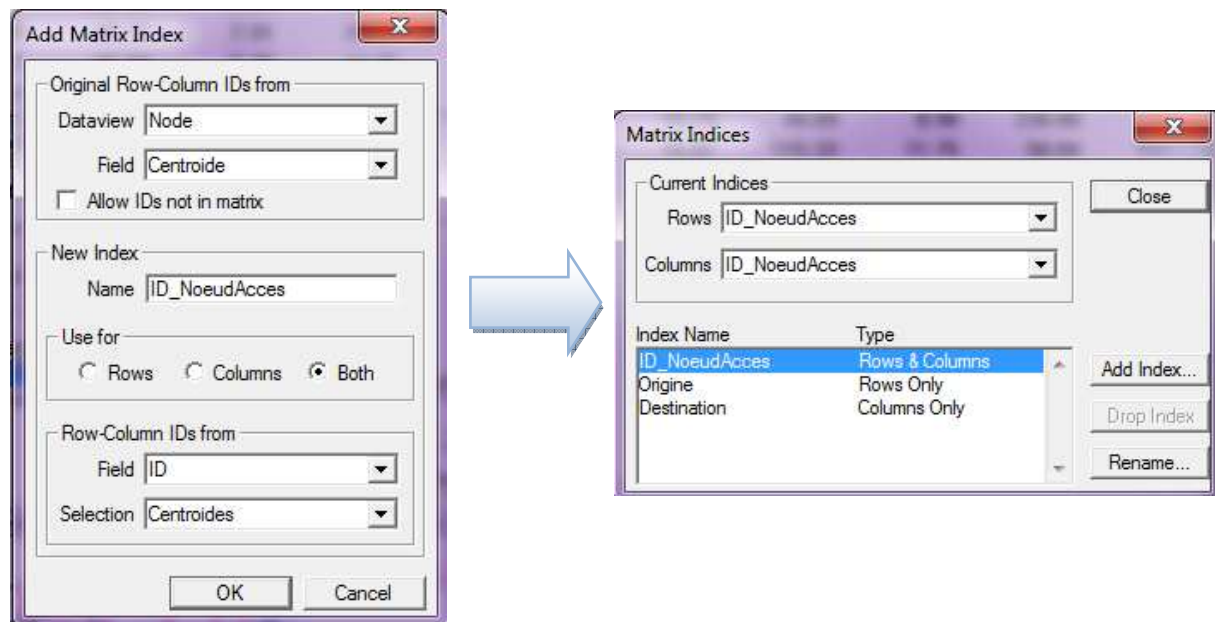 Add Matrix Index
Original Row-Column IDs from
Dataview Node
Field Centroide
Allow IDs not in matrix
New Index
Name ID_NoeudAcces
Use for
Rows Columns Both
Row-Column IDs from
Field ID
Selection Centroides
OK Cancel
Matrix Indices
Current Indices
Rows ID_NoeudAcces
Columns ID_NoeudAcces
Close
Index Name Type
ID_NoeudAcces Rows & Columns
Origine Rows Only
Destination Columns Only
Add Index...
Drop Index
Rename...